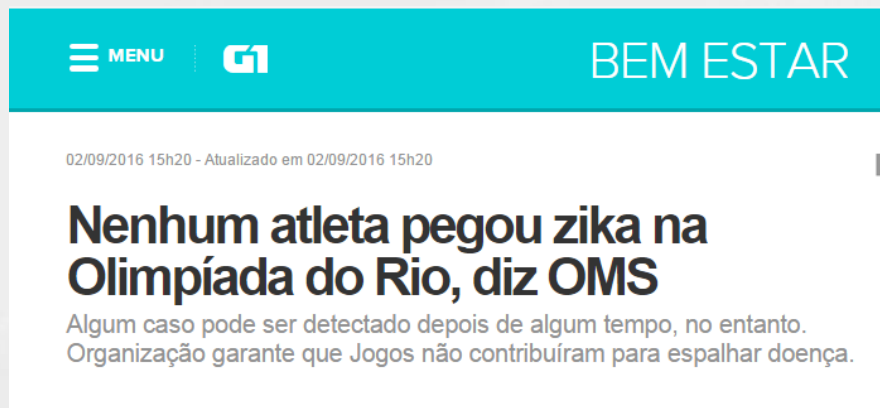 MENU
G1
BEM ESTAR
02/09/2016 15h20 - Atualizado em 02/09/2016 15h20
Nenhum atleta pegou zika na
Olimpíada do Rio, diz OMS
Algum caso pode ser detectado depois de algum tempo, no entanto.
Organização garante que Jogos não contribuíram para espalhar doença.